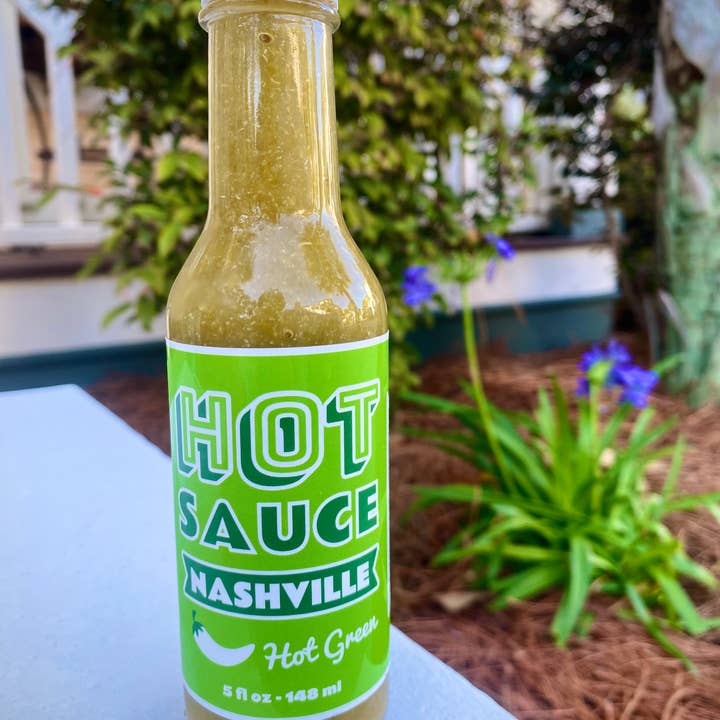 HOT
SAUCE
NASHVILLE
Hot Green
5 fl oz - 148 ml